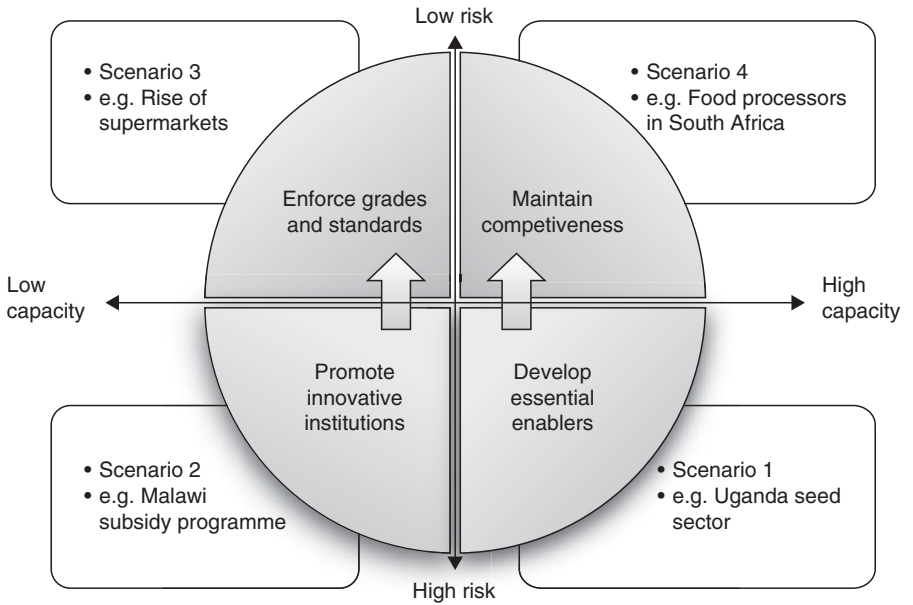 Low risk
• Scenario 3
• e.g. Rise of
supermarkets
• Scenario 4
• e.g. Food processors
in South Africa
Enforce grades
and standards
Maintain
competiveness
Low
capacity
High
capacity
Promote
innovative
institutions
Develop
essential
enablers
• Scenario 2
• e.g. Malawi
subsidy programme
• Scenario 1
• e.g. Uganda seed
sector
High risk